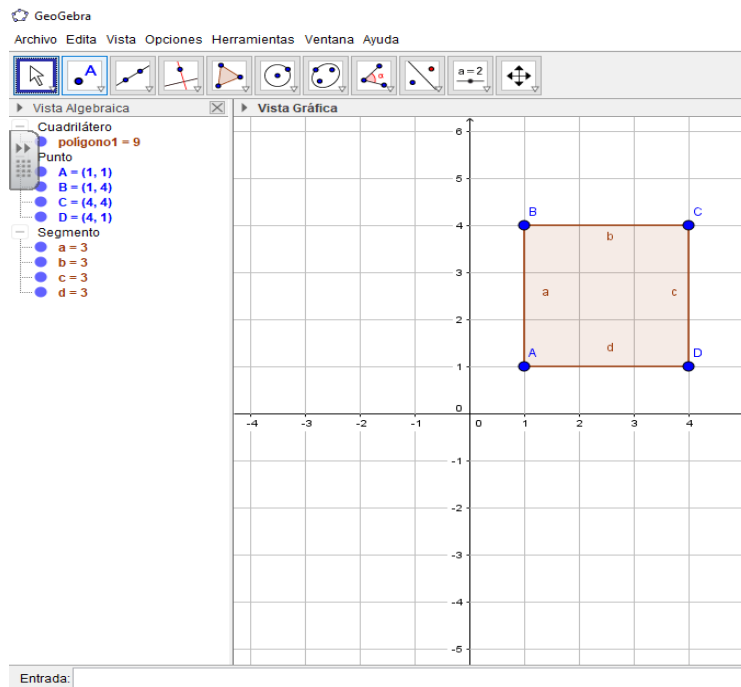 GeoGebra
Archivo Edita Vista Opciones Herramientas Ventana Ayuda
A
α
a=2
Vista Algebraica
Vista Gráfica
Cuadrilátero
polígono1 = 9
Punto
A = (1, 1)
B = (1, 4)
C = (4, 4)
D = (4, 1)
Segmento
a = 3
b = 3
c = 3
d = 3
6
5
4
3
2
1
0
-1
-2
-3
-4
-5
-4 -3 -2 -1 0 1 2 3 4
B C
b
a c
d
A D
Entrada: